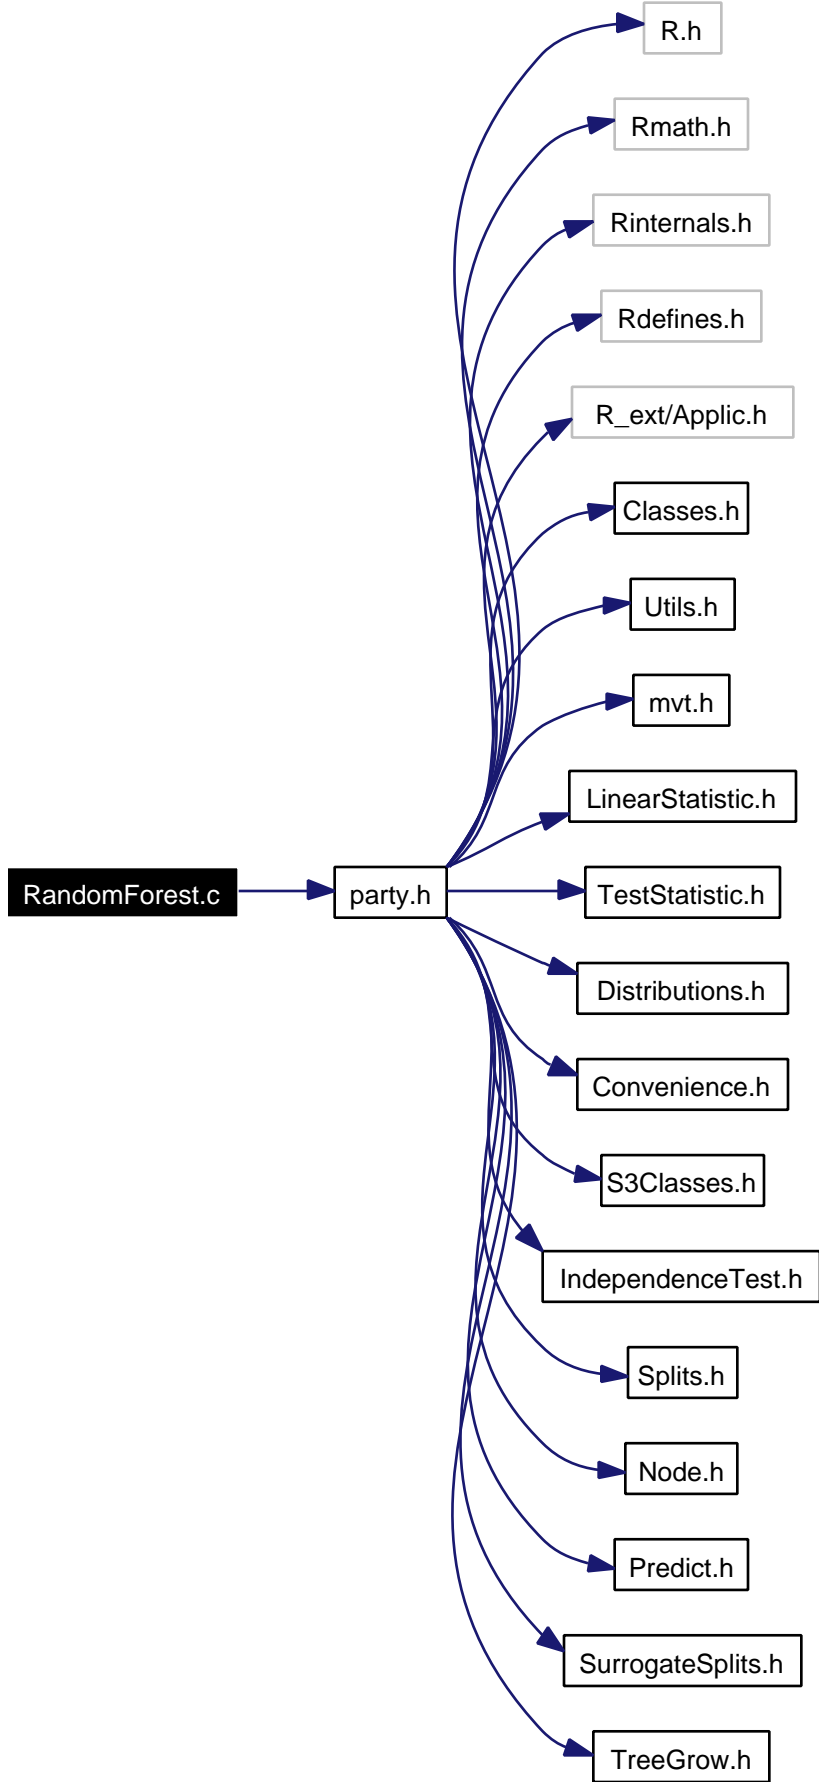 R.h
Rmath.h
Rinternals.h
Rdefines.h
R_ext/Applic.h
Classes.h
Utils.h
mvt.h
LinearStatistic.h
RandomForest.c
party.h
TestStatistic.h
Distributions.h
Convenience.h
S3Classes.h
IndependenceTest.h
Splits.h
Node.h
Predict.h
SurrogateSplits.h
TreeGrow.h